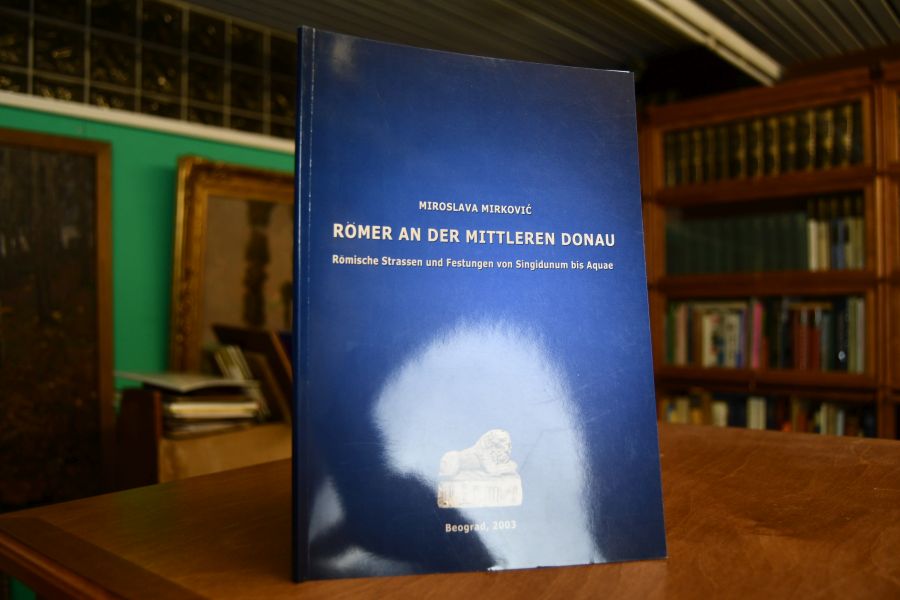 MIROSLAVA MIRKOVIĆ
RÖMER AN DER MITTLEREN DONAU
Römische Strassen und Festungen von Singidunum bis Aquae
Beograd, 2003